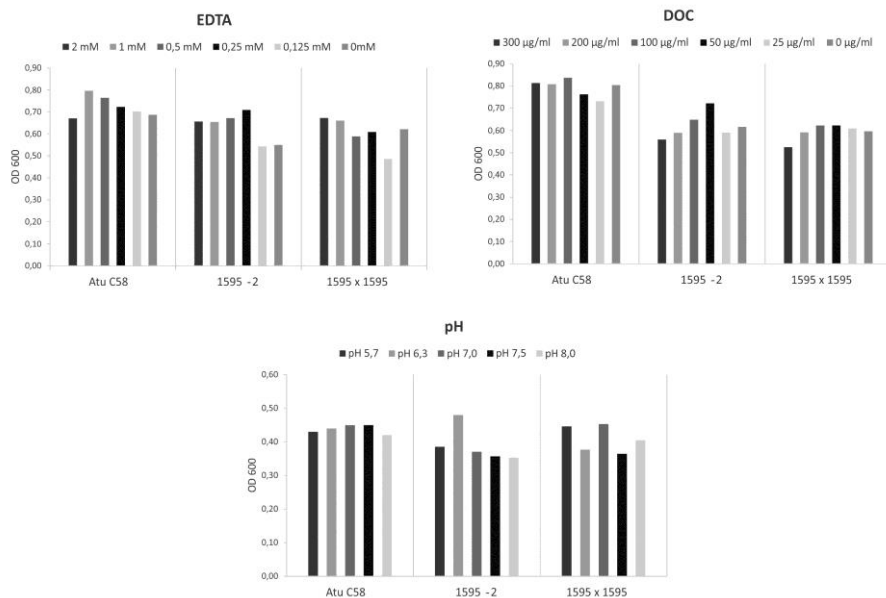 EDTA
2 mM 1 mM 0,5 mM 0,25 mM 0,125 mM 0mM
0,90
0,80
0,70
0,60
0,50
0,40
0,30
0,20
0,10
0,00
OD 600
Atu C58 1595 -2 1595 x 1595
DOC
300 µg/ml 200 µg/ml 100 µg/ml 50 µg/ml 25 µg/ml 0 µg/ml
0,90
0,80
0,70
0,60
0,50
0,40
0,30
0,20
0,10
0,00
OD 600
Atu C58 1595 -2 1595 x 1595
pH
pH 5,7 pH 6,3 pH 7,0 pH 7,5 pH 8,0
0,60
0,50
0,40
0,30
0,20
0,10
0,00
OD 600
Atu C58 1595 -2 1595 x 1595